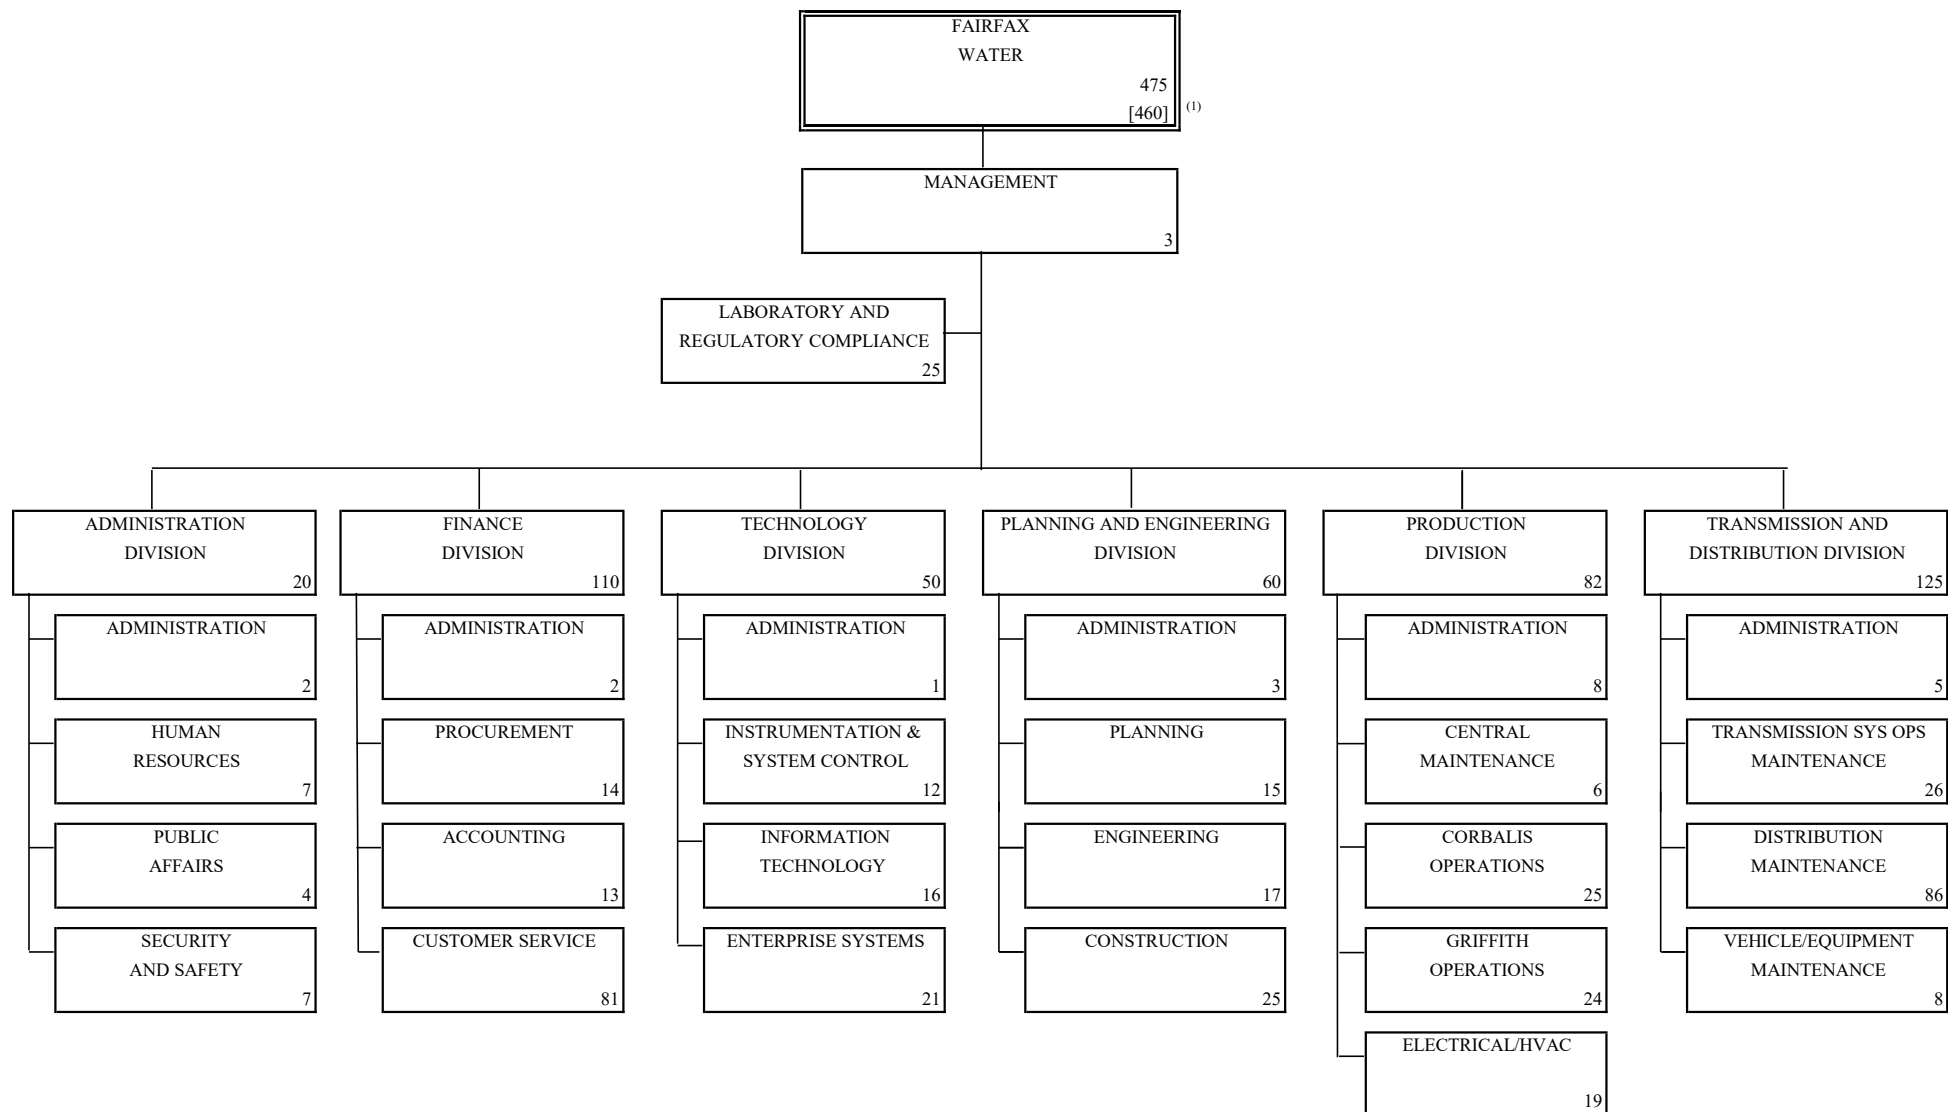 FAIRFAX
WATER
475
[460] (1)
MANAGEMENT
3
LABORATORY AND
REGULATORY COMPLIANCE
25
ADMINISTRATION
DIVISION
20
ADMINISTRATION
2
HUMAN
RESOURCES
7
PUBLIC
AFFAIRS
4
SECURITY
AND SAFETY
7
FINANCE
DIVISION
110
ADMINISTRATION
2
PROCUREMENT
14
ACCOUNTING
13
CUSTOMER SERVICE
81
TECHNOLOGY
DIVISION
50
ADMINISTRATION
1
INSTRUMENTATION &
SYSTEM CONTROL
12
INFORMATION
TECHNOLOGY
16
ENTERPRISE SYSTEMS
21
PLANNING AND ENGINEERING
DIVISION
60
ADMINISTRATION
3
PLANNING
15
ENGINEERING
17
CONSTRUCTION
25
PRODUCTION
DIVISION
82
ADMINISTRATION
8
CENTRAL
MAINTENANCE
6
CORBALIS
OPERATIONS
25
GRIFFITH
OPERATIONS
24
ELECTRICAL/HVAC
19
TRANSMISSION AND
DISTRIBUTION DIVISION
125
ADMINISTRATION
5
TRANSMISSION SYS OPS
MAINTENANCE
26
DISTRIBUTION
MAINTENANCE
86
VEHICLE/EQUIPMENT
MAINTENANCE
8